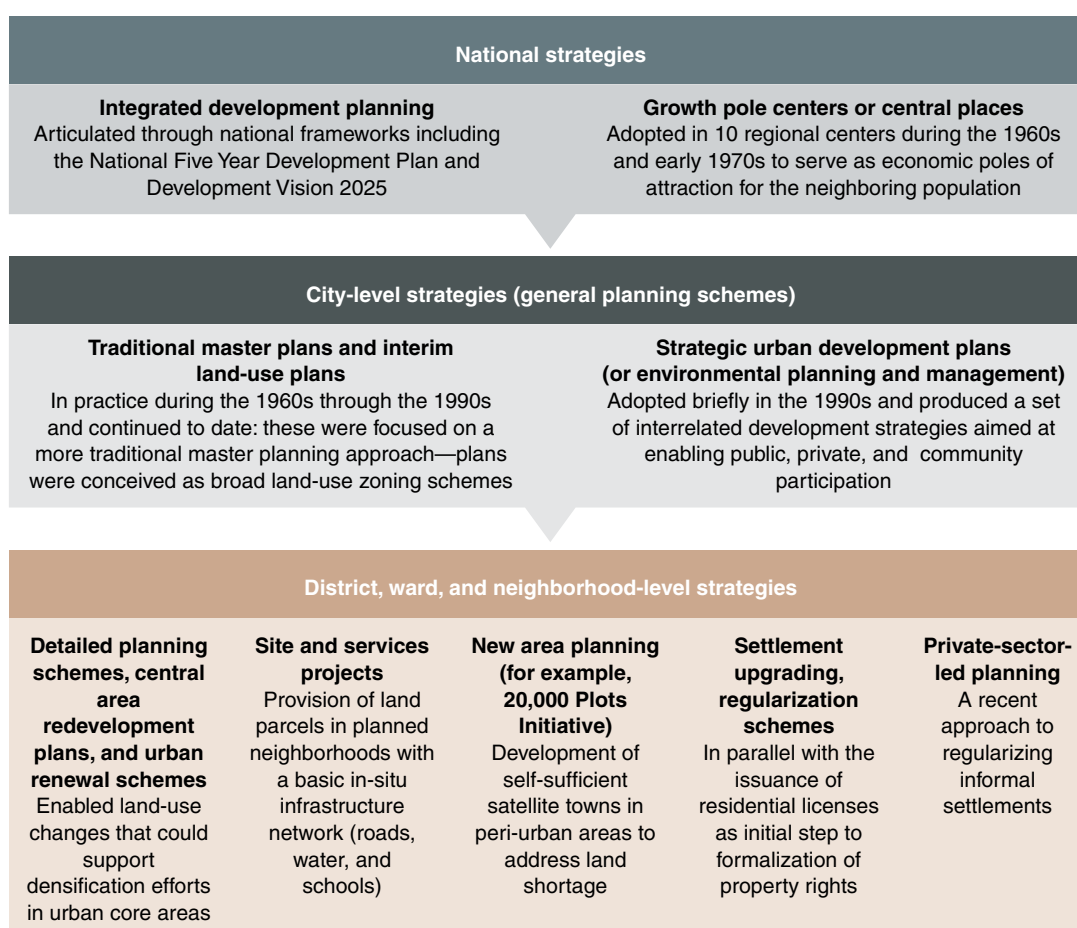 National strategies
Integrated development planning
Articulated through national frameworks including
the National Five Year Development Plan and
Development Vision 2025
Growth pole centers or central places
Adopted in 10 regional centers during the 1960s
and early 1970s to serve as economic poles of
attraction for the neighboring population
City-level strategies (general planning schemes)
Traditional master plans and interim
land-use plans
In practice during the 1960s through the 1990s
and continued to date: these were focused on a
more traditional master planning approach—plans
were conceived as broad land-use zoning schemes
Strategic urban development plans
(or environmental planning and management)
Adopted briefly in the 1990s and produced a set
of interrelated development strategies aimed at
enabling public, private, and community
participation
District, ward, and neighborhood-level strategies
Detailed planning
schemes, central
area
redevelopment
plans, and urban
renewal schemes
Enabled land-use
changes that could
support
densification efforts
in urban core areas
Site and services
projects
Provision of land
parcels in planned
neighborhoods with
a basic in-situ
infrastructure
network (roads,
water, and
schools)
New area planning
(for example,
20,000 Plots
Initiative)
Development of
self-sufficient
satellite towns in
peri-urban areas to
address land
shortage
Settlement
upgrading,
regularization
schemes
In parallel with the
issuance of
residential licenses
as initial step to
formalization of
property rights
Private-sector-
led planning
A recent
approach to
regularizing
informal
settlements